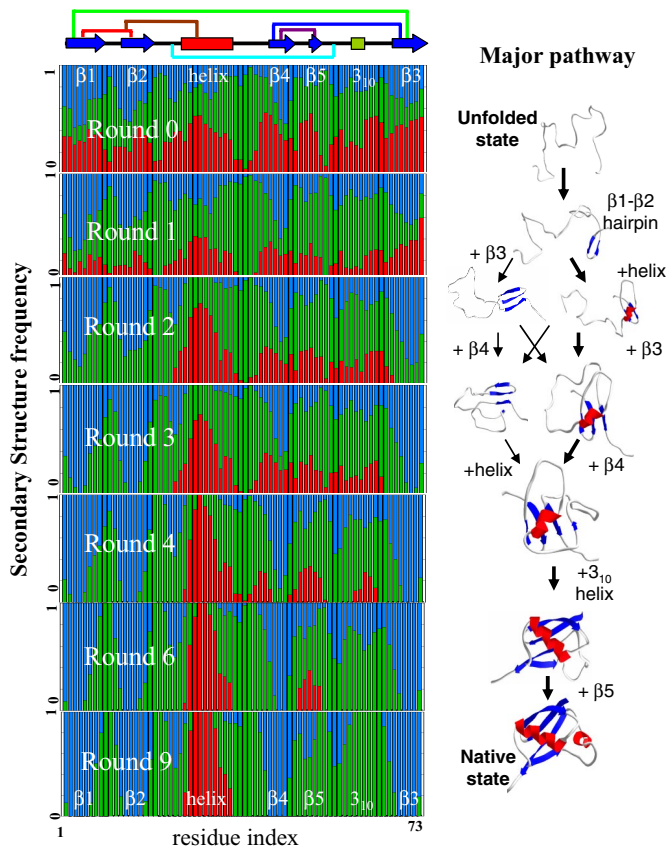 Major pathway
Secondary Structure frequency
1
β1 β2 helix β4 β5 3₁₀ β3
Round 0
1 0
Round 1
1 0
Round 2
1 0
Round 3
1 0
Round 4
1 0
Round 6
1 0
Round 9
β1 β2 helix β4 β5 3₁₀ β3
0
1 73
residue index
Unfolded
state
β1-β2
hairpin
+ β3
+helix
+ β4
+ β3
+helix
+ β4
+3₁₀
helix
+ β5
Native
state